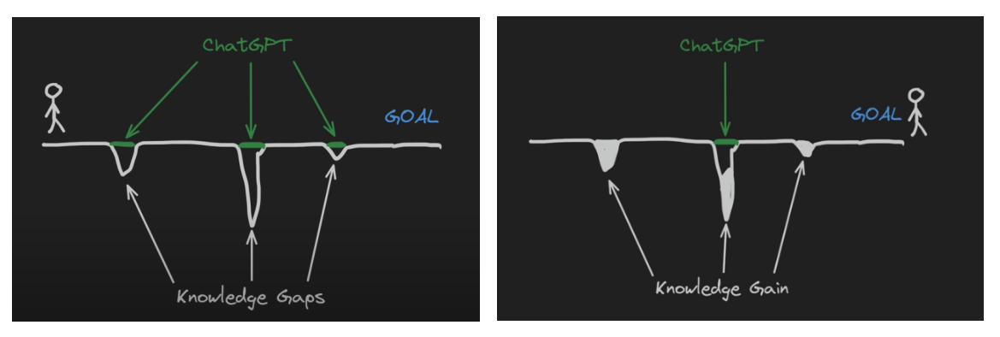 ChatGPT
GOAL
Knowledge Gaps
ChatGPT
GOAL
Knowledge Gain